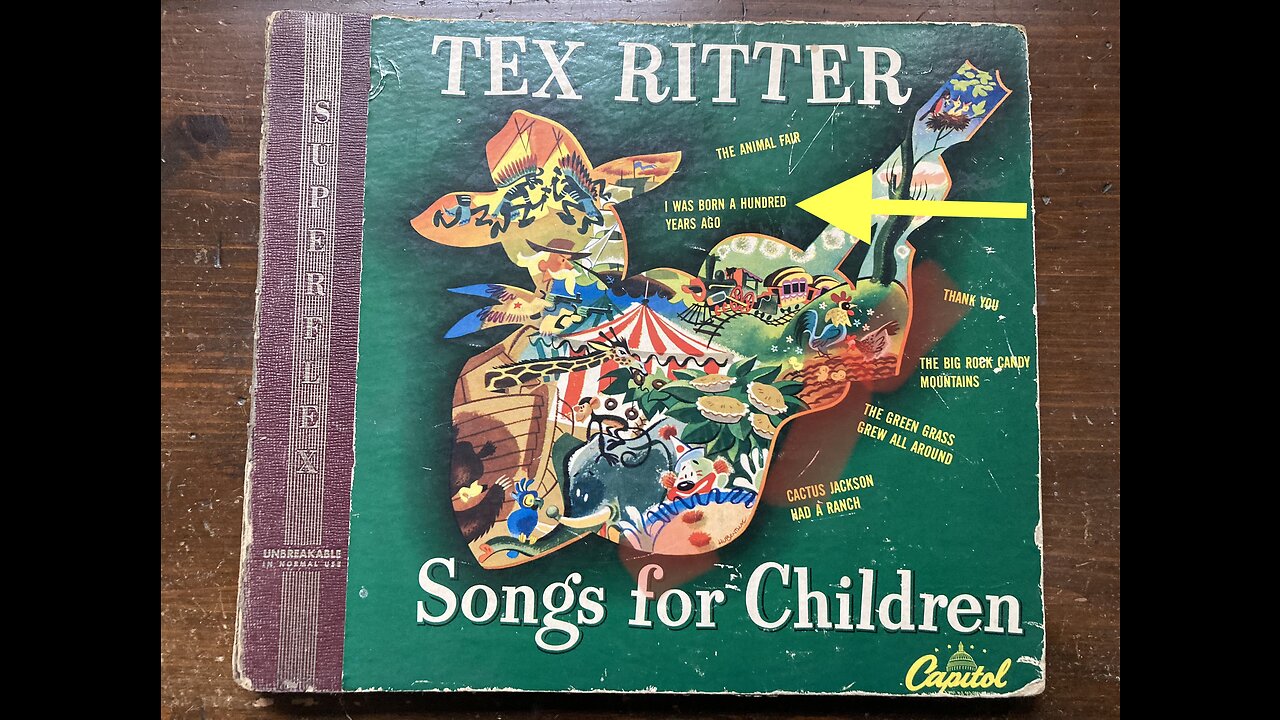 TEX RITTER
THE ANIMAL FAIR
I WAS BORN A HUNDRED
YEARS AGO
THANK YOU
THE BIG ROCK CANDY
MOUNTAINS
THE GREEN GRASS
GREW ALL AROUND
CACTUS JACKSON
HAD A RANCH
Songs for Children
Capitol
SUPERFLEX
UNBREAKABLE
IN NORMAL USE